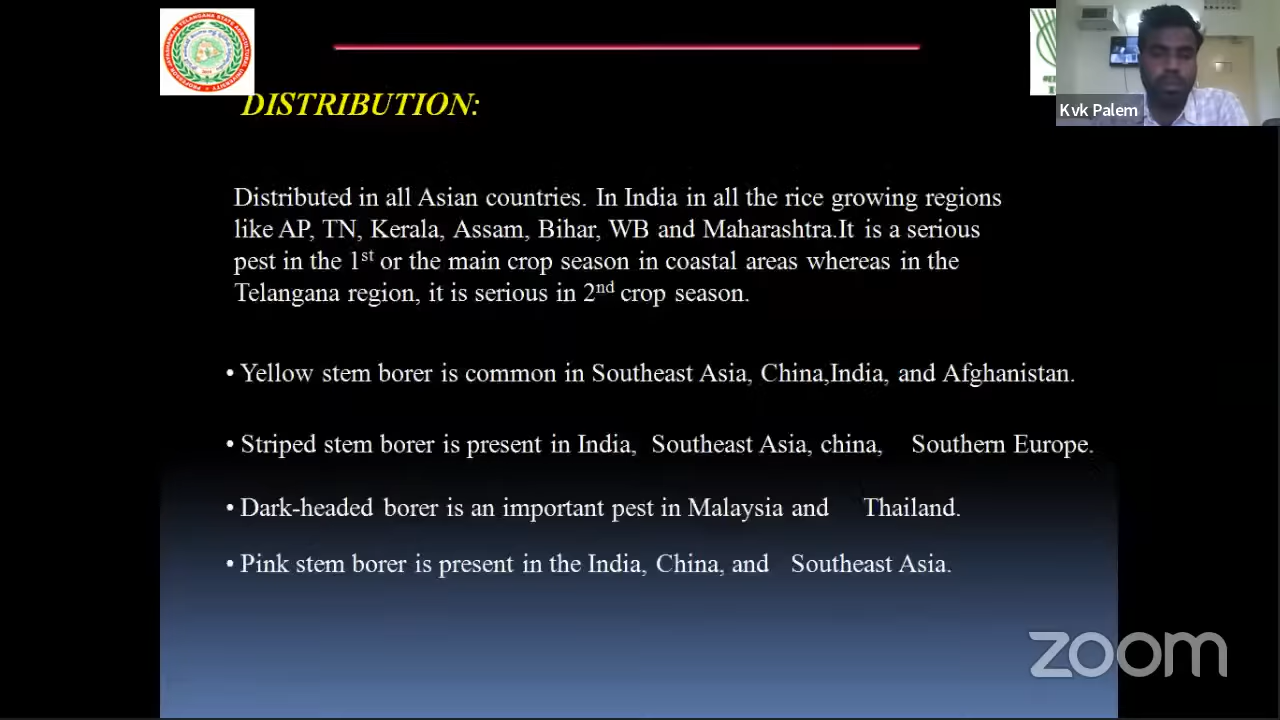 DISTRIBUTION:
Kvk Palem
Distributed in all Asian countries. In India in all the rice growing regions
like AP, TN, Kerala, Assam, Bihar, WB and Maharashtra.It is a serious
pest in the 1st or the main crop season in coastal areas whereas in the
Telangana region, it is serious in 2nd crop season.
• Yellow stem borer is common in Southeast Asia, China,India, and Afghanistan.
• Striped stem borer is present in India, Southeast Asia, china, Southern Europe.
• Dark-headed borer is an important pest in Malaysia and Thailand.
• Pink stem borer is present in the India, China, and Southeast Asia.
zoom